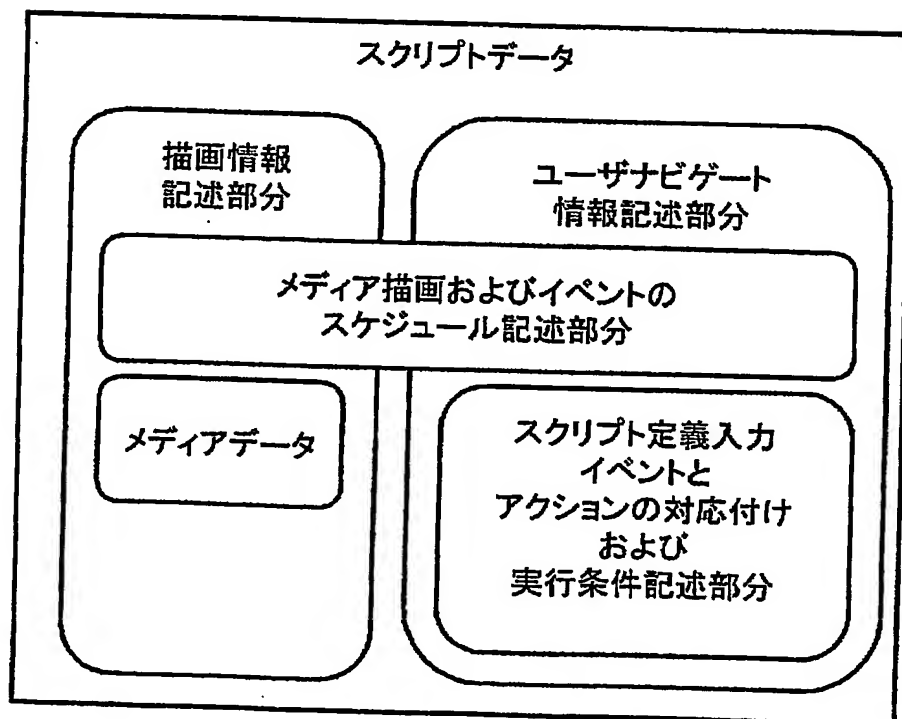 スクリプトデータ
描画情報
記述部分
ユーザナビゲート
情報記述部分
メディア描画およびイベントの
スケジュール記述部分
メディアデータ
スクリプト定義入力
イベントと
アクションの対応付け
および
実行条件記述部分